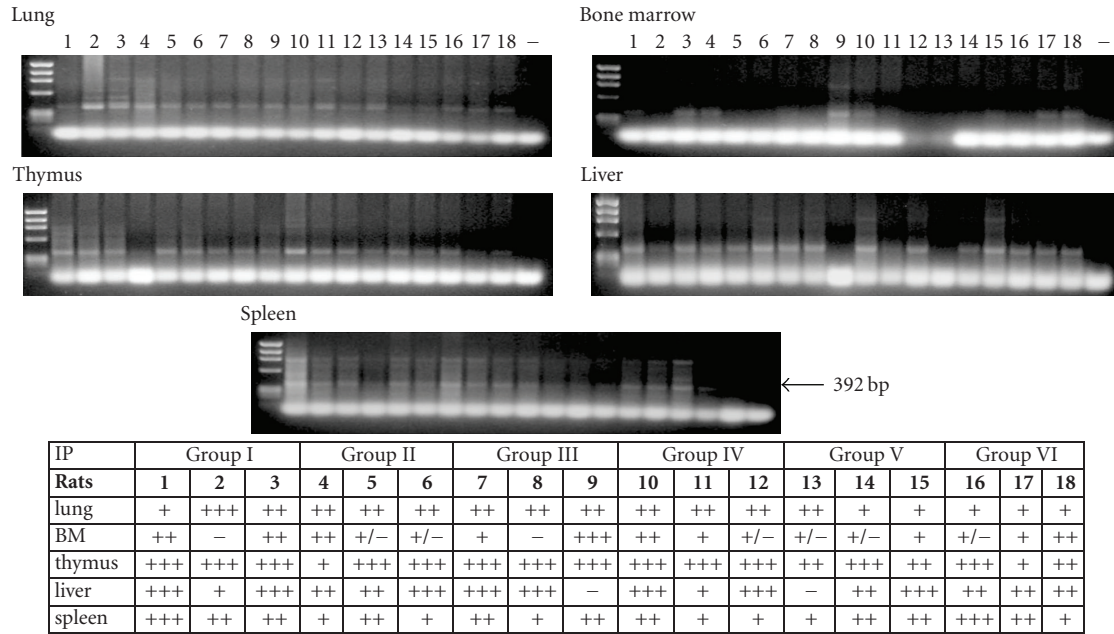 Lung
1 2 3 4 5 6 7 8 9 10 11 12 13 14 15 16 17 18 −
Bone marrow
1 2 3 4 5 6 7 8 9 10 11 12 13 14 15 16 17 18 −
Thymus
Liver
Spleen
392 bp
IP Group I Group II Group III Group IV Group V Group VI
Rats 1 2 3 4 5 6 7 8 9 10 11 12 13 14 15 16 17 18
lung + +++ ++ ++ ++ ++ ++ ++ ++ ++ ++ ++ ++ + + + + +
BM ++ − ++ ++ +/− +/− + − +++ ++ + +/− +/− +/− + +/− + ++
thymus +++ +++ +++ + +++ +++ +++ +++ +++ +++ +++ +++ ++ +++ ++ +++ + ++
liver +++ + +++ ++ ++ +++ +++ +++ − +++ + +++ − ++ +++ ++ ++ ++
spleen +++ ++ ++ + ++ + ++ + ++ ++ + + + ++ ++ +++ ++ +